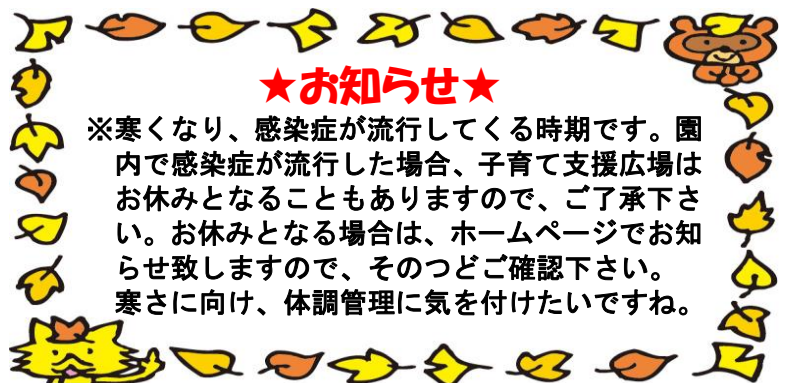 ★お知らせ★
※寒くなり、感染症が流行してくる時期です。園
内で感染症が流行した場合、子育て支援広場は
お休みとなることもありますので、ご了承下さ
い。お休みとなる場合は、ホームページでお知
らせ致しますので、そのつどご確認下さい。
寒さに向け、体調管理に気を付けたいですね。